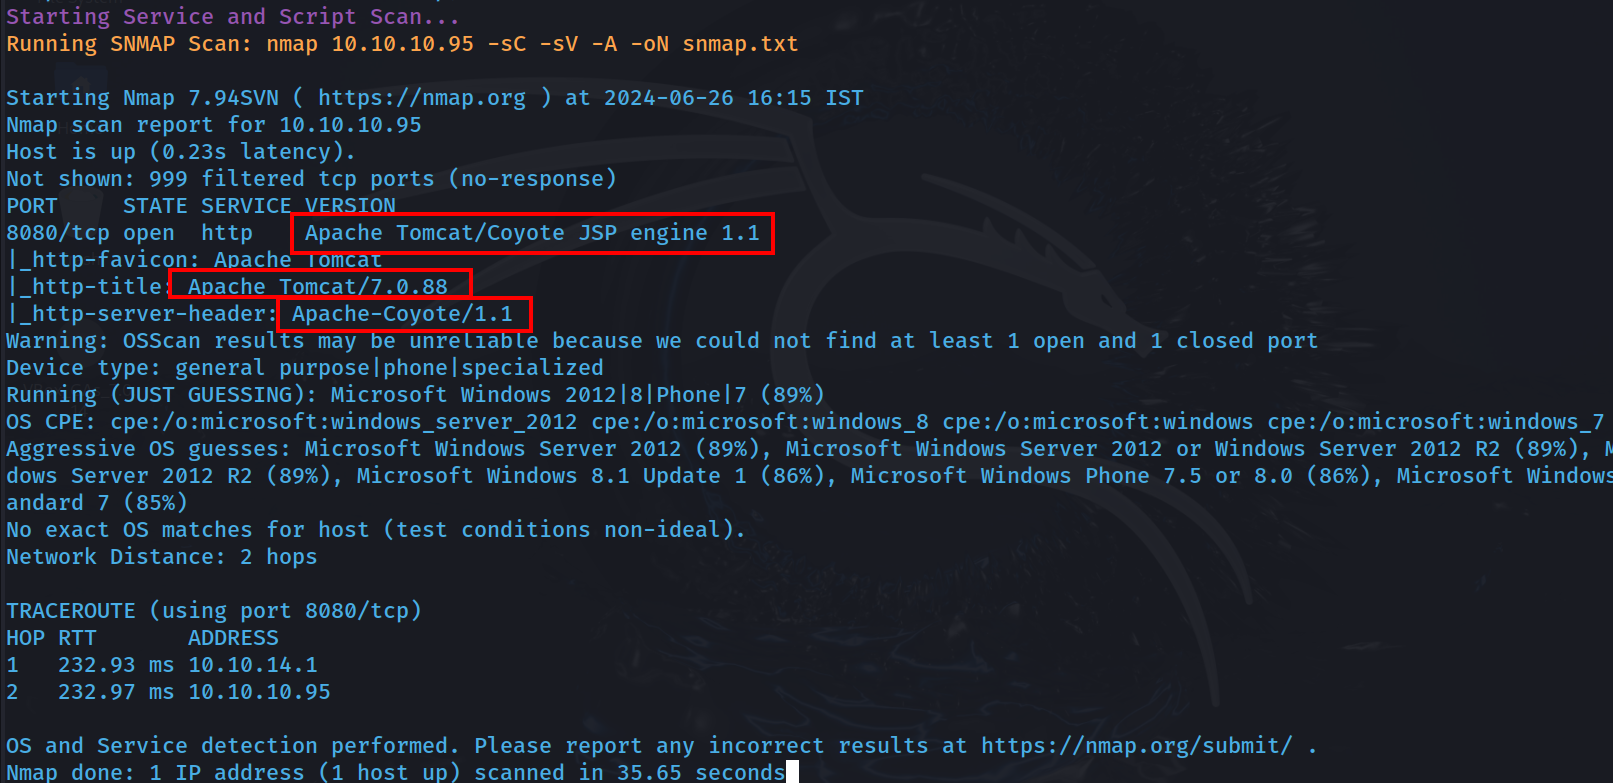 Starting Service and Script Scan...
Running SNMAP Scan: nmap 10.10.10.95 -sC -sV -A -oN snmap.txt
Starting Nmap 7.94SVN ( https://nmap.org ) at 2024-06-26 16:15 IST
Nmap scan report for 10.10.10.95
Host is up (0.23s latency).
Not shown: 999 filtered tcp ports (no-response)
PORT     STATE SERVICE VERSION
8080/tcp open  http    Apache Tomcat/Coyote JSP engine 1.1
|_http-favicon: Apache Tomcat
|_http-title: Apache Tomcat/7.0.88
|_http-server-header: Apache-Coyote/1.1
Warning: OSScan results may be unreliable because we could not find at least 1 open and 1 closed port
Device type: general purpose|phone|specialized
Running (JUST GUESSING): Microsoft Windows 2012|8|Phone|7 (89%)
OS CPE: cpe:/o:microsoft:windows_server_2012 cpe:/o:microsoft:windows_8 cpe:/o:microsoft:windows cpe:/o:microsoft:windows_7
Aggressive OS guesses: Microsoft Windows Server 2012 (89%), Microsoft Windows Server 2012 or Windows Server 2012 R2 (89%),
dows Server 2012 R2 (89%), Microsoft Windows 8.1 Update 1 (86%), Microsoft Windows Phone 7.5 or 8.0 (86%), Microsoft Windows
andard 7 (85%)
No exact OS matches for host (test conditions non-ideal).
Network Distance: 2 hops
TRACEROUTE (using port 8080/tcp)
HOP RTT       ADDRESS
1   232.93 ms 10.10.14.1
2   232.97 ms 10.10.10.95
OS and Service detection performed. Please report any incorrect results at https://nmap.org/submit/ .
Nmap done: 1 IP address (1 host up) scanned in 35.65 seconds